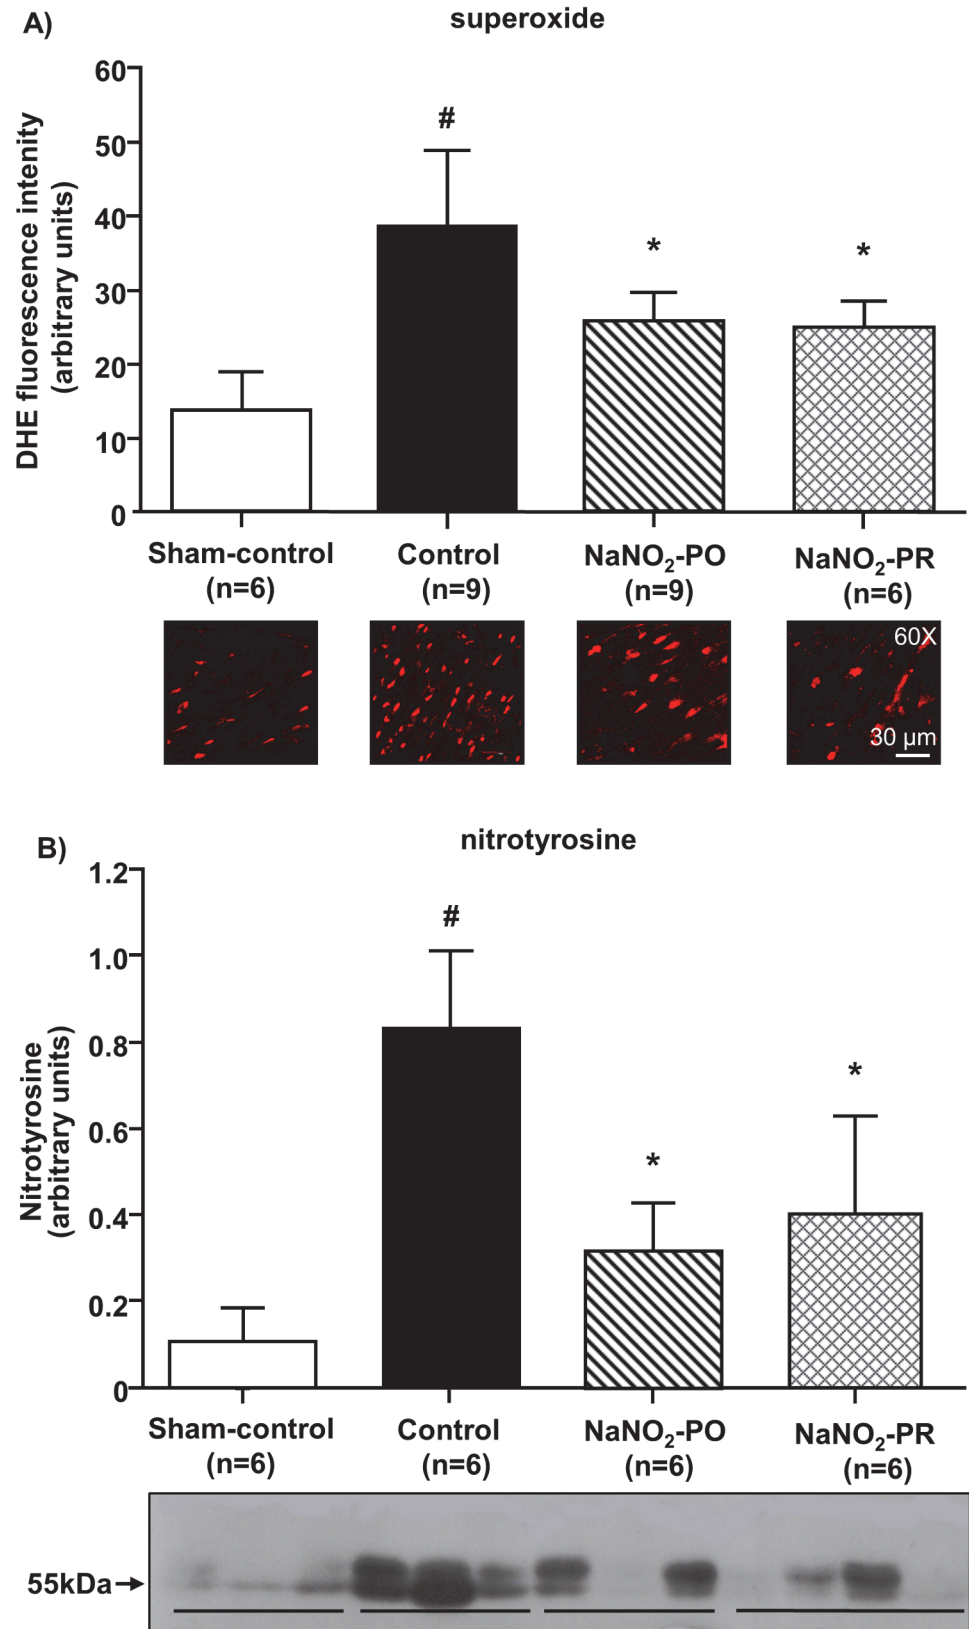 A)
superoxide
DHE fluorescence intenity
(arbitrary units)
60
50
40
30
20
10
0
#
*
*
Sham-control
(n=6)
Control
(n=9)
NaNO₂-PO
(n=9)
NaNO₂-PR
(n=6)
60X
30 µm
B)
nitrotyrosine
Nitrotyrosine
(arbitrary units)
1.2
1.0
0.8
0.6
0.4
0.2
0
#
*
*
Sham-control
(n=6)
Control
(n=6)
NaNO₂-PO
(n=6)
NaNO₂-PR
(n=6)
55kDa